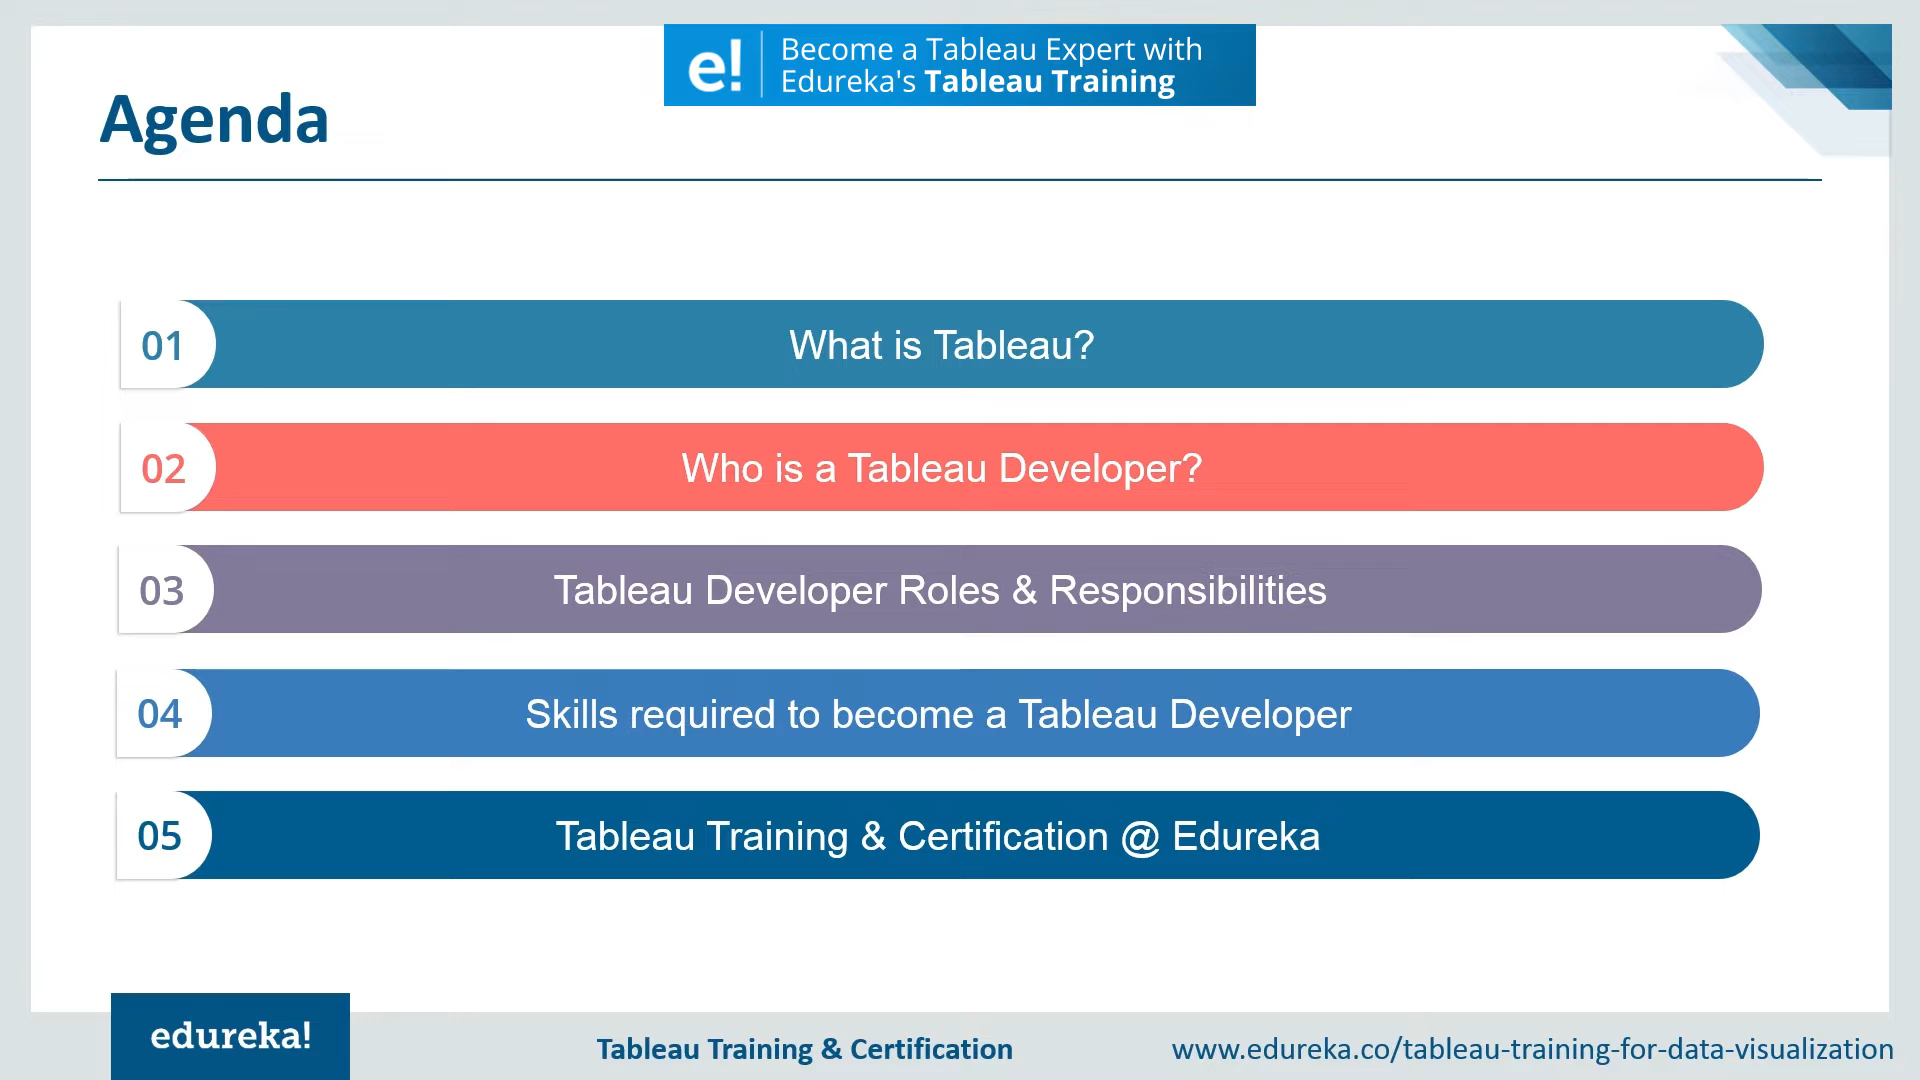 e! Become a Tableau Expert with
Edureka's Tableau Training
Agenda
01 What is Tableau?
02 Who is a Tableau Developer?
03 Tableau Developer Roles & Responsibilities
04 Skills required to become a Tableau Developer
05 Tableau Training & Certification @ Edureka
edureka!
Tableau Training & Certification
www.edureka.co/tableau-training-for-data-visualization